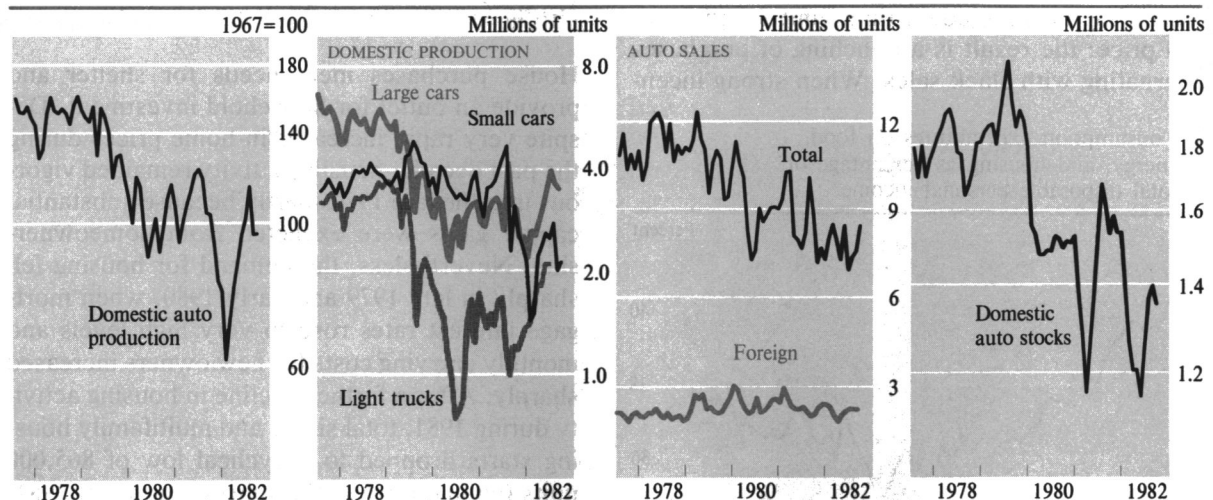 1967=100
180
140
100
60
Domestic auto
production
1978 1980 1982
Millions of units
DOMESTIC PRODUCTION
Large cars
Small cars
Light trucks
8.0
4.0
2.0
1.0
1978 1980 1982
Millions of units
AUTO SALES
Total
Foreign
12
9
6
3
1978 1980 1982
Millions of units
Domestic
auto stocks
2.0
1.8
1.6
1.4
1.2
1978 1980 1982